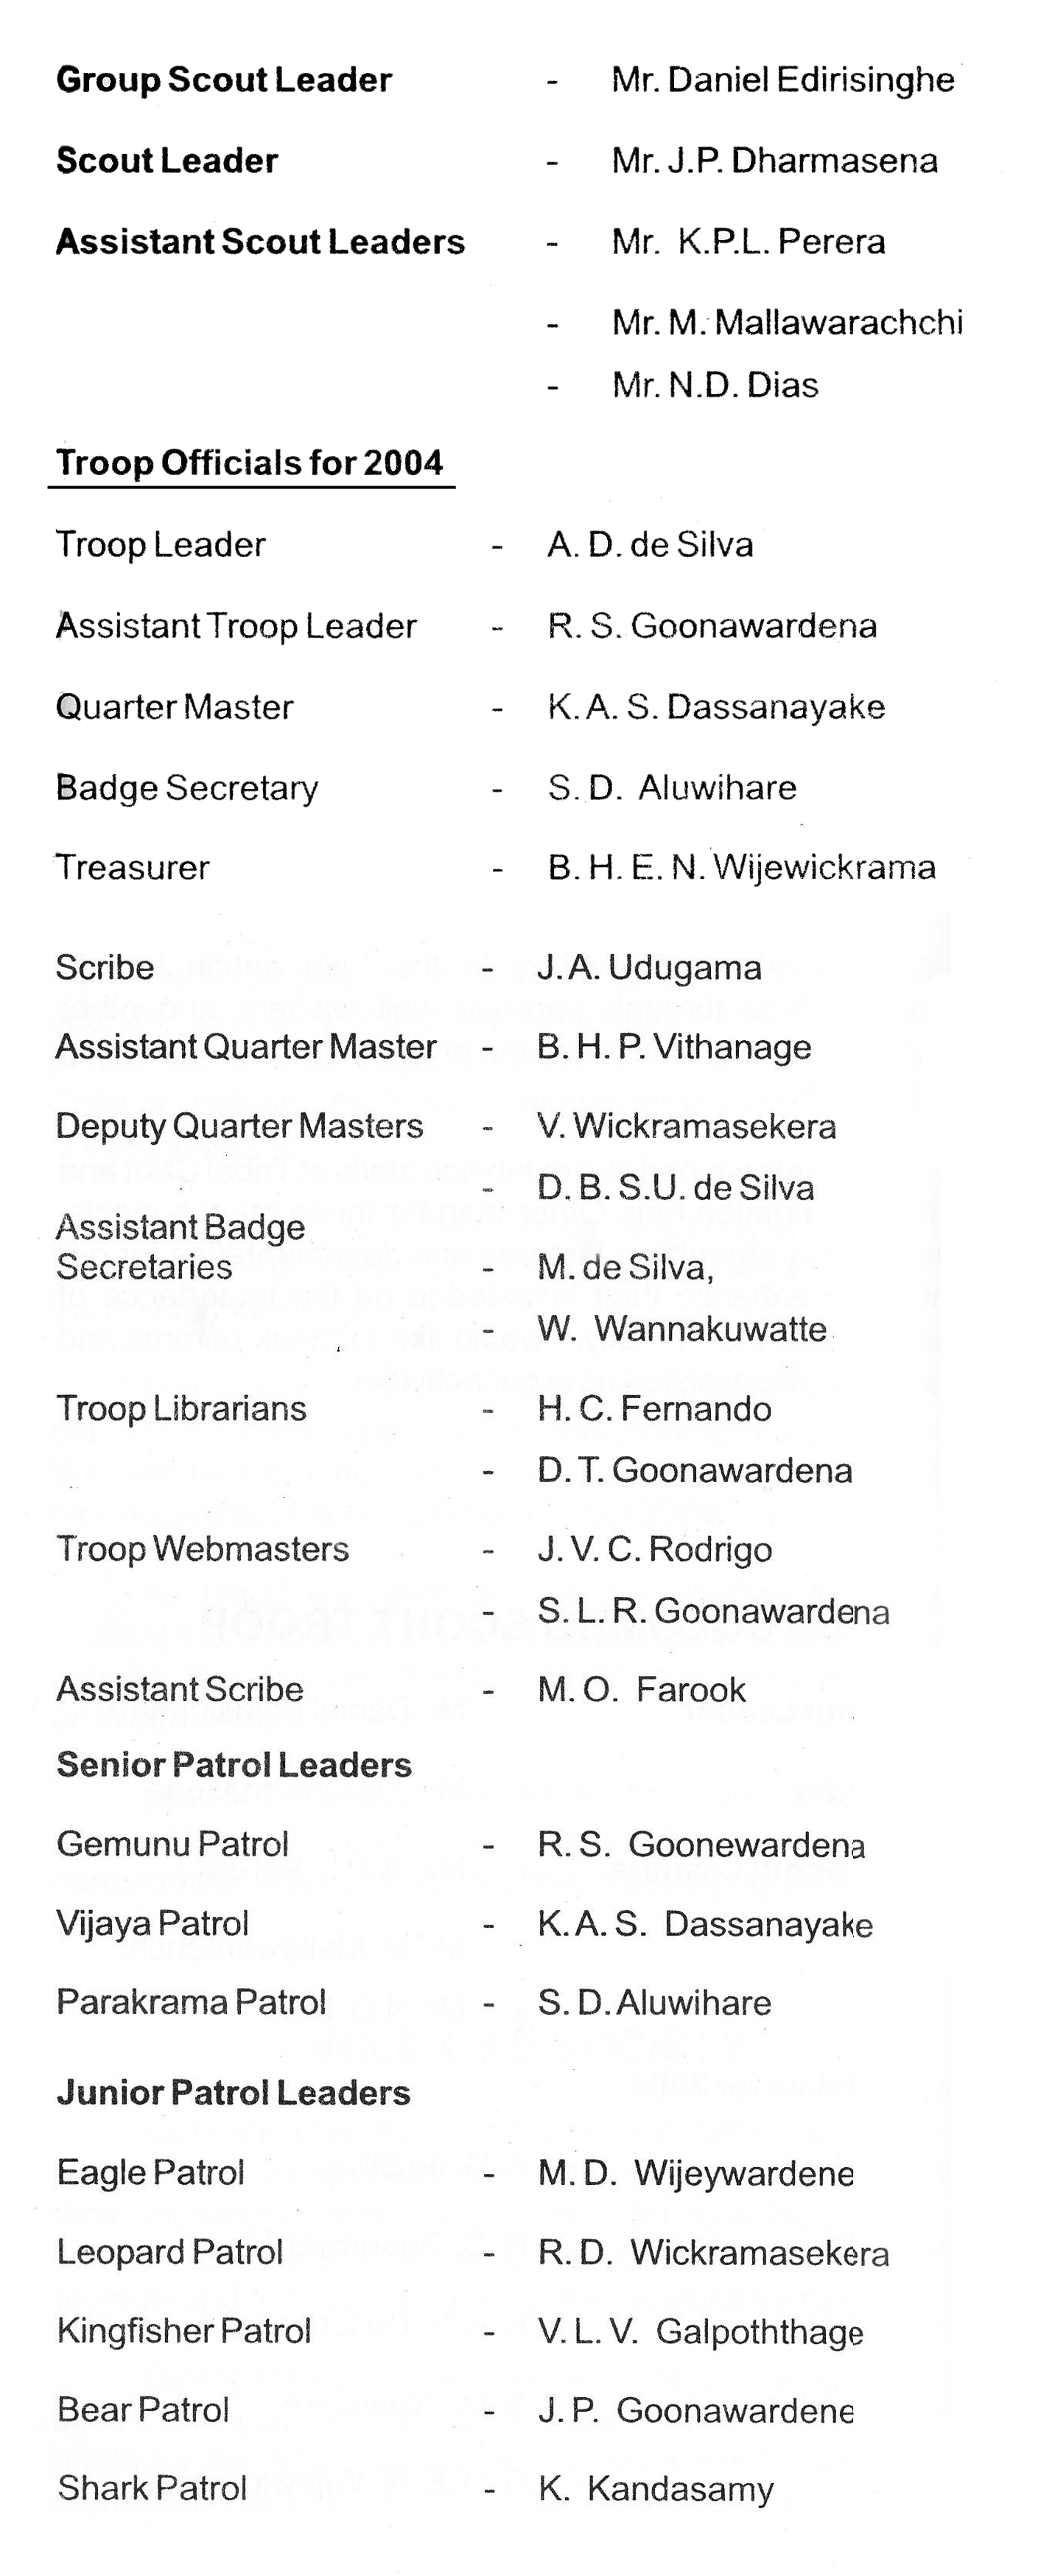 Group Scout Leader - Mr. Daniel Edirisinghe
Scout Leader - Mr. J.P. Dharmasena
Assistant Scout Leaders - Mr. K.P.L. Perera
- Mr. M. Mallawarachchi
- Mr. N.D. Dias
Troop Officials for 2004
Troop Leader - A. D. de Silva
Assistant Troop Leader - R. S. Goonawardena
Quarter Master - K. A. S. Dassanayake
Badge Secretary - S. D. Aluwihare
Treasurer - B. H. E. N. Wijewickrama
Scribe - J. A. Udugama
Assistant Quarter Master - B. H. P. Vithanage
Deputy Quarter Masters - V. Wickramasekera
- D. B. S.U. de Silva
Assistant Badge
Secretaries - M. de Silva,
- W. Wannakuwatte
Troop Librarians - H. C. Fernando
- D. T. Goonawardena
Troop Webmasters - J. V. C. Rodrigo
- S. L. R. Goonawardena
Assistant Scribe - M. O. Farook
Senior Patrol Leaders
Gemunu Patrol - R. S. Goonewardena
Vijaya Patrol - K. A. S. Dassanayake
Parakrama Patrol - S. D. Aluwihare
Junior Patrol Leaders
Eagle Patrol - M. D. Wijeywardene
Leopard Patrol - R. D. Wickramasekera
Kingfisher Patrol - V. L. V. Galpoththage
Bear Patrol - J. P. Goonawardene
Shark Patrol - K. Kandasamy